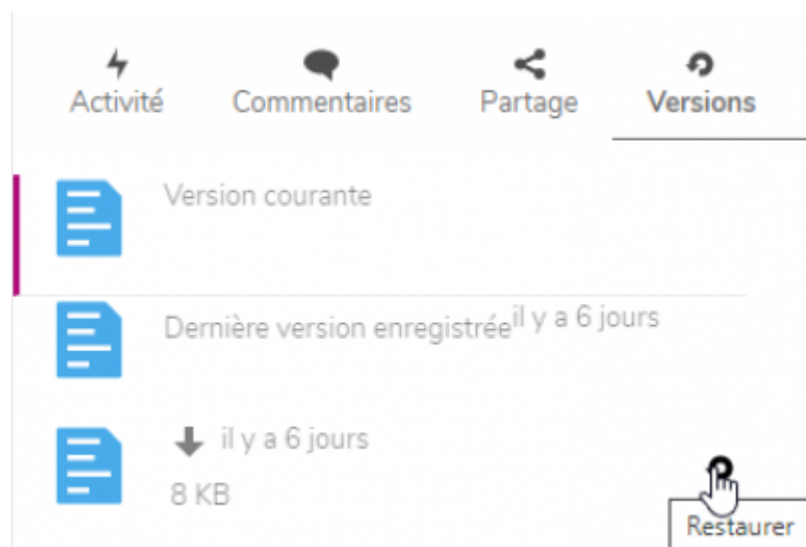 Activité Commentaires Partage Versions
Version courante
Dernière version enregistrée il y a 6 jours
il y a 6 jours
8 KB
Restaurer